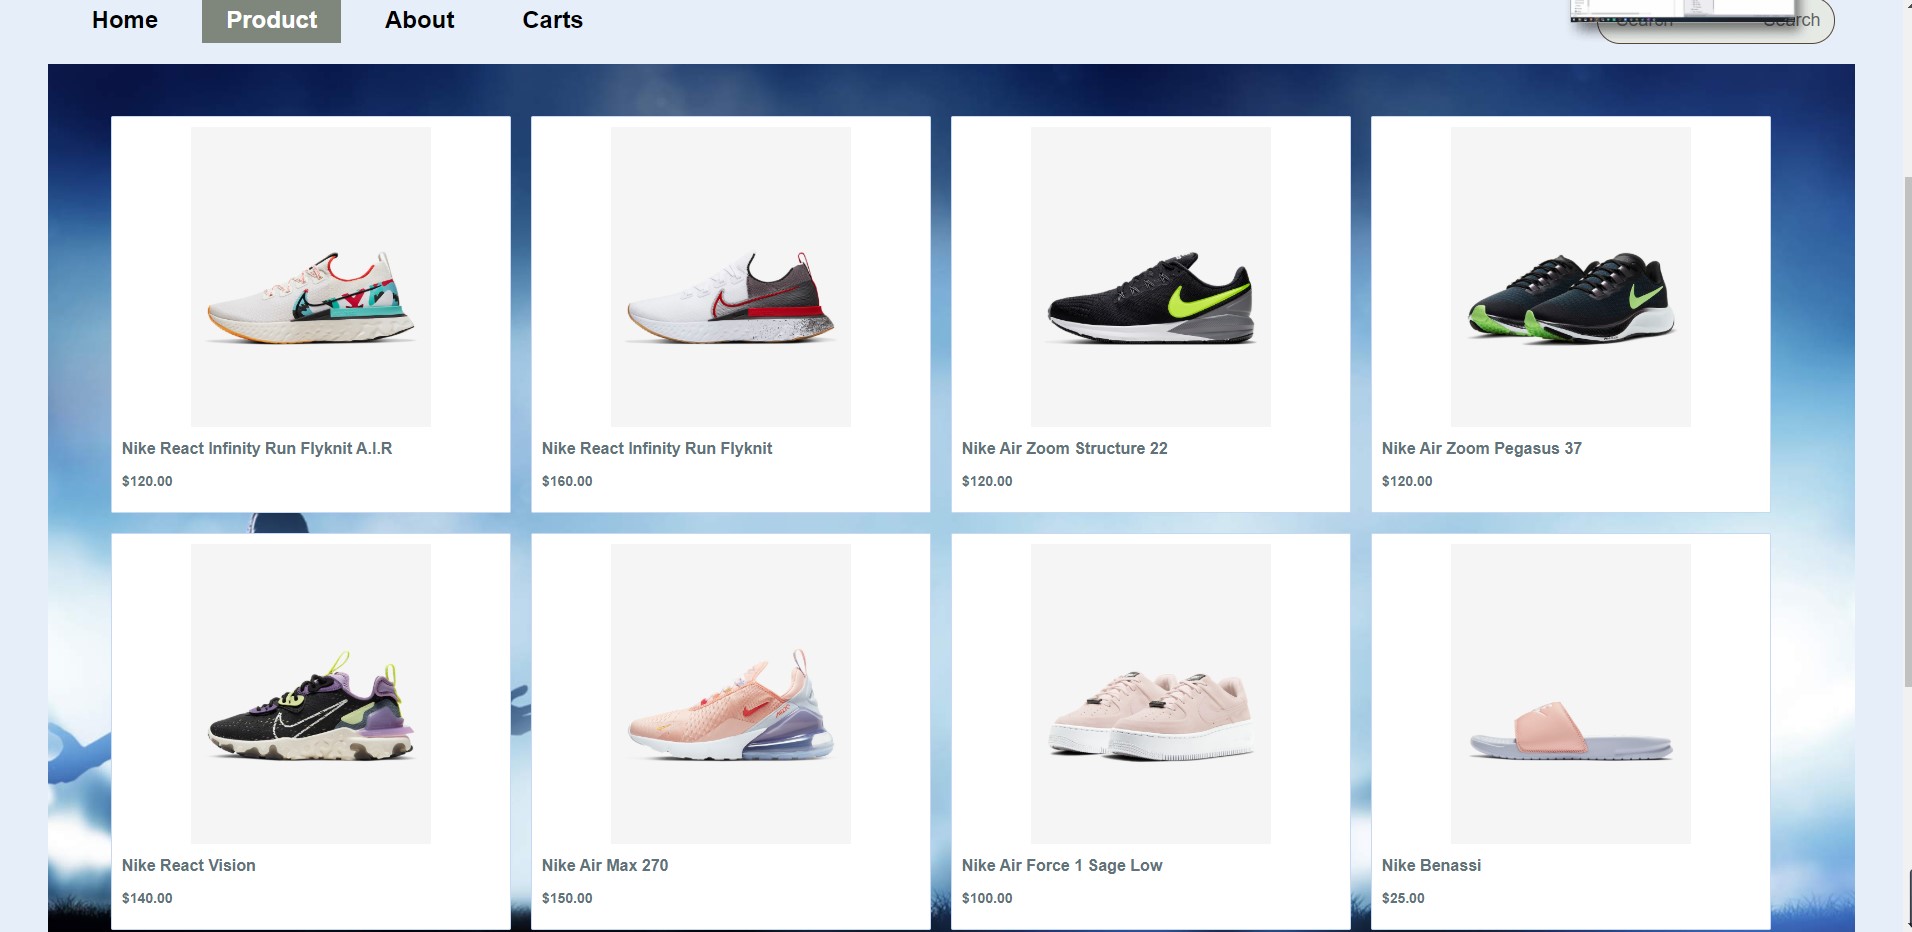 Home Product About Carts Search Search
Nike React Infinity Run Flyknit A.I.R
$120.00
Nike React Infinity Run Flyknit
$160.00
Nike Air Zoom Structure 22
$120.00
Nike Air Zoom Pegasus 37
$120.00
Nike React Vision
$140.00
Nike Air Max 270
$150.00
Nike Air Force 1 Sage Low
$100.00
Nike Benassi
$25.00